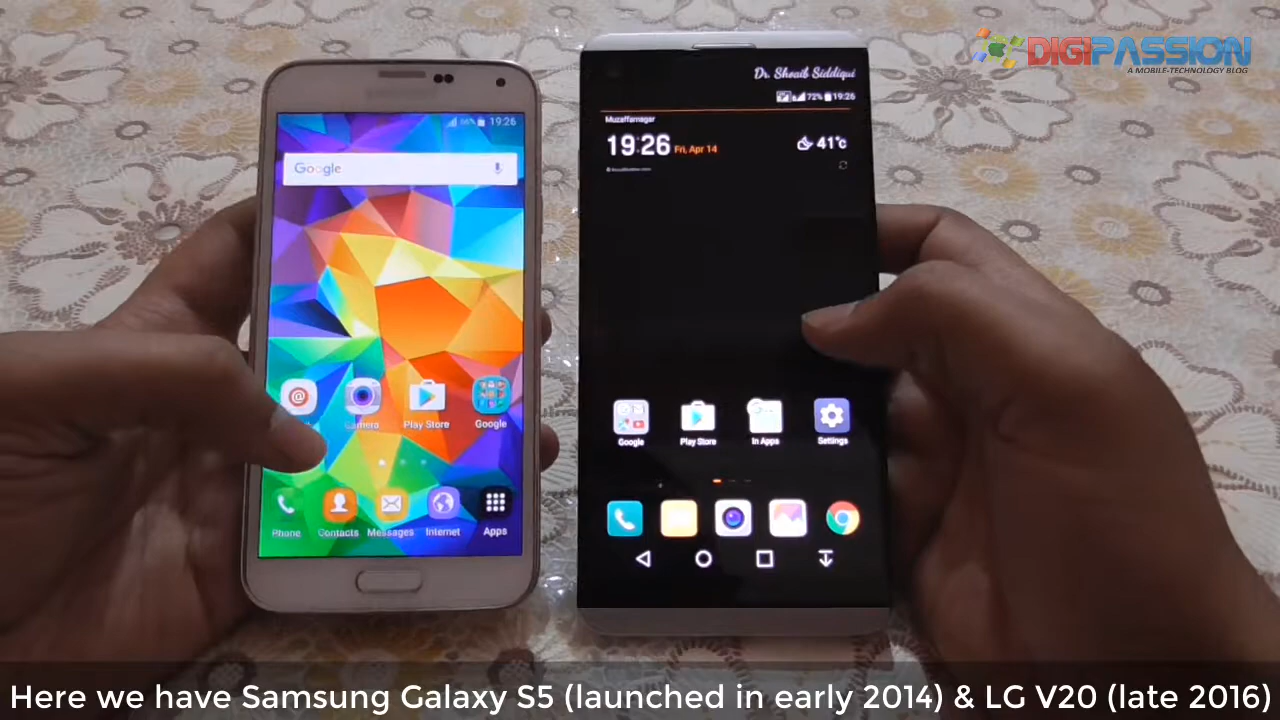 DIGIPASSION
A MOBILE-TECHNOLOGY BLOG
19:26
Google
Camera
Play Store
Google
Phone
Contacts
Messages
Internet
Apps
Dr. Shoaib Siddiqui
72% 19:26
Muzaffarnagar
19:26 Fri, Apr 14
41°c
Google
Play Store
In Apps
Settings
Here we have Samsung Galaxy S5 (launched in early 2014) & LG V20 (late 2016)